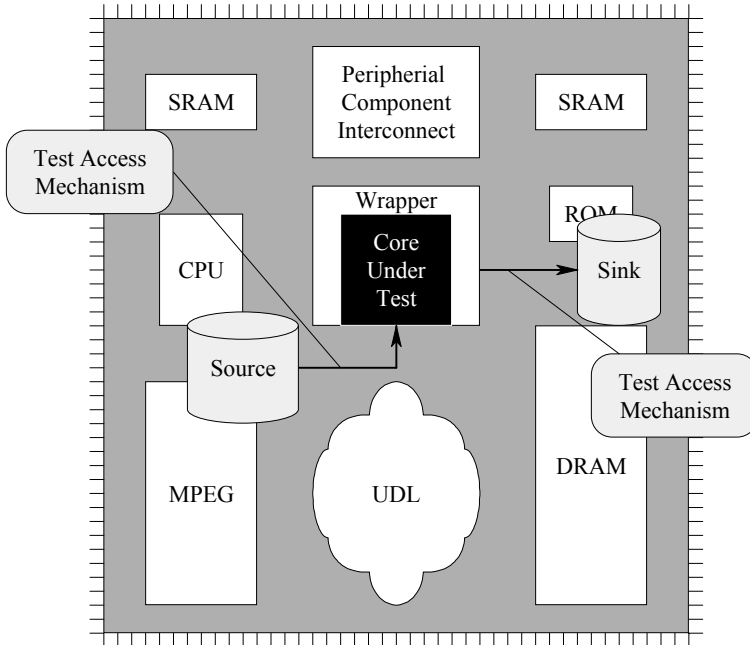 SRAM
Peripherial
Component
Interconnect
SRAM
Test Access
Mechanism
Wrapper
ROM
CPU
Core
Under
Test
Sink
Source
Test Access
Mechanism
MPEG
UDL
DRAM